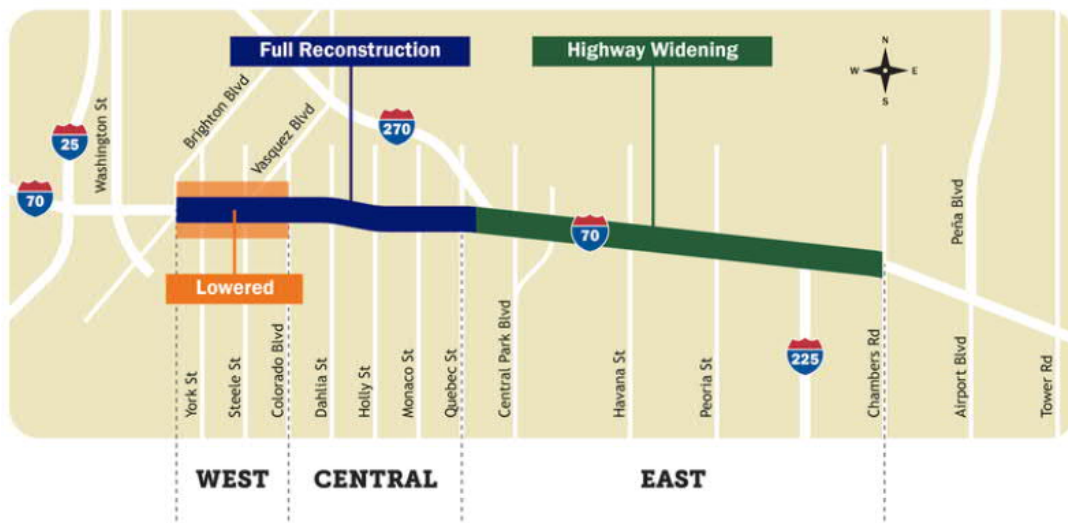 Full Reconstruction
Highway Widening
N
W
E
S
25
Washington St
Brighton Blvd
Vasquez Blvd
270
70
70
Peña Blvd
Lowered
225
York St
Steele St
Colorado Blvd
Dahlia St
Holly St
Monaco St
Quebec St
Central Park Blvd
Havana St
Peoria St
Chambers Rd
Airport Blvd
Tower Rd
WEST
CENTRAL
EAST